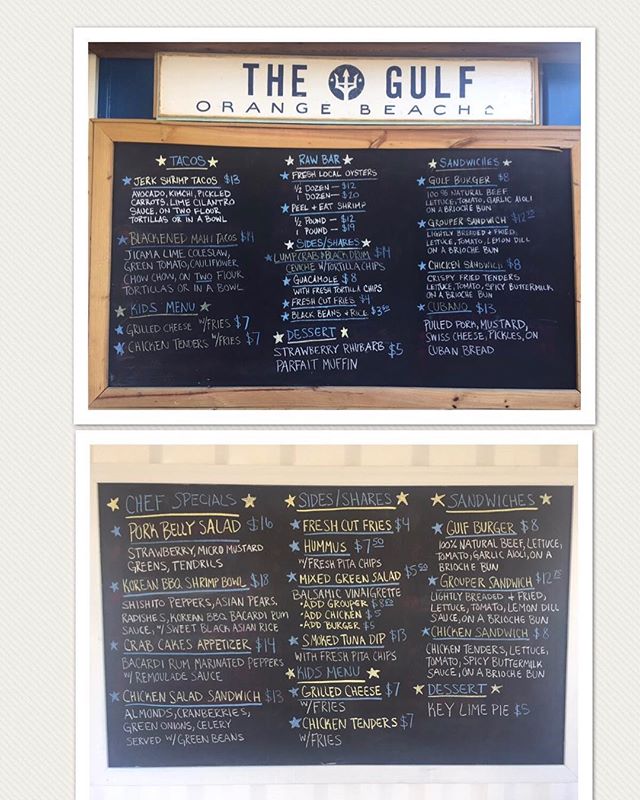 THE GULF
ORANGE BEACH
TACOS
JERK SHRIMP TACOS $13
AVOCADO, KIMCHI, PICKLED
CARROTS, LIME CILANTRO
SAUCE, ON TWO FLOUR
TORTILLAS OR IN A BOWL
BLACKENED MAHI TACOS $14
JICAMA LIME COLESLAW,
GREEN TOMATO, CAULIFLOWER
CHOW CHOW, ON TWO FLOUR
TORTILLAS OR IN A BOWL
KIDS MENU
GRILLED CHEESE W/FRIES $7
CHICKEN TENDERS W/FRIES $7
RAW BAR
FRESH LOCAL OYSTERS
1/2 DOZEN — $12
1 DOZEN — $20
PEEL + EAT SHRIMP
1/2 POUND — $12
1 POUND — $19
SIDES/SHARES
LUMP CRAB + BLACK DRUM $14
CEVICHE W/TORTILLA CHIPS
GUACAMOLE $8
WITH FRESH TORTILLA CHIPS
FRESH CUT FRIES $4
BLACK BEANS + RICE $3.50
DESSERT
STRAWBERRY RHUBARB $5
PARFAIT MUFFIN
SANDWICHES
GULF BURGER $8
100% NATURAL BEEF
LETTUCE, TOMATO, GARLIC AIOLI
ON A BRIOCHE BUN
GROUPER SANDWICH
LIGHTLY BREADED + FRIED,
LETTUCE, TOMATO, LEMON DILL
ON A BRIOCHE BUN
CHICKEN SANDWICH $8
CRISPY FRIED TENDERS
LETTUCE, TOMATO, SPICY BUTTERMILK
ON A BRIOCHE BUN
CUBANO $13
PULLED PORK, MUSTARD,
SWISS CHEESE, PICKLES, ON
CUBAN BREAD
CHEF SPECIALS
PORK BELLY SALAD $16
STRAWBERRY, MICRO MUSTARD
GREENS, TENDRILS
KOREAN BBQ SHRIMP BOWL $18
SHISHITO PEPPERS, ASIAN PEARS,
RADISHES, KOREAN BBQ BACARDI RUM
SAUCE, W/ SWEET BLACK ASIAN RICE
CRAB CAKES APPETIZER $14
BACARDI RUM MARINATED PEPPERS
W/ REMOULADE SAUCE
CHICKEN SALAD SANDWICH $13
ALMONDS, CRANBERRIES,
GREEN ONIONS, CELERY
SERVED W/ GREEN BEANS
SIDES/SHARES
FRESH CUT FRIES $4
HUMMUS $7.50
W/FRESH PITA CHIPS
MIXED GREEN SALAD $5.50
BALSAMIC VINAIGRETTE
-ADD GROUPER
-ADD CHICKEN $5
-ADD BURGER $5
SMOKED TUNA DIP $13
WITH FRESH PITA CHIPS
KIDS MENU
GRILLED CHEESE $7
W/FRIES
CHICKEN TENDERS $7
W/FRIES
SANDWICHES
GULF BURGER $8
100% NATURAL BEEF, LETTUCE,
TOMATO, GARLIC AIOLI, ON A
BRIOCHE BUN
GROUPER SANDWICH $12.75
LIGHTLY BREADED + FRIED,
LETTUCE, TOMATO, LEMON DILL
SAUCE, ON A BRIOCHE BUN
CHICKEN SANDWICH $8
CHICKEN TENDERS, LETTUCE,
TOMATO, SPICY BUTTERMILK
SAUCE, ON A BRIOCHE BUN
DESSERT
KEY LIME PIE $5